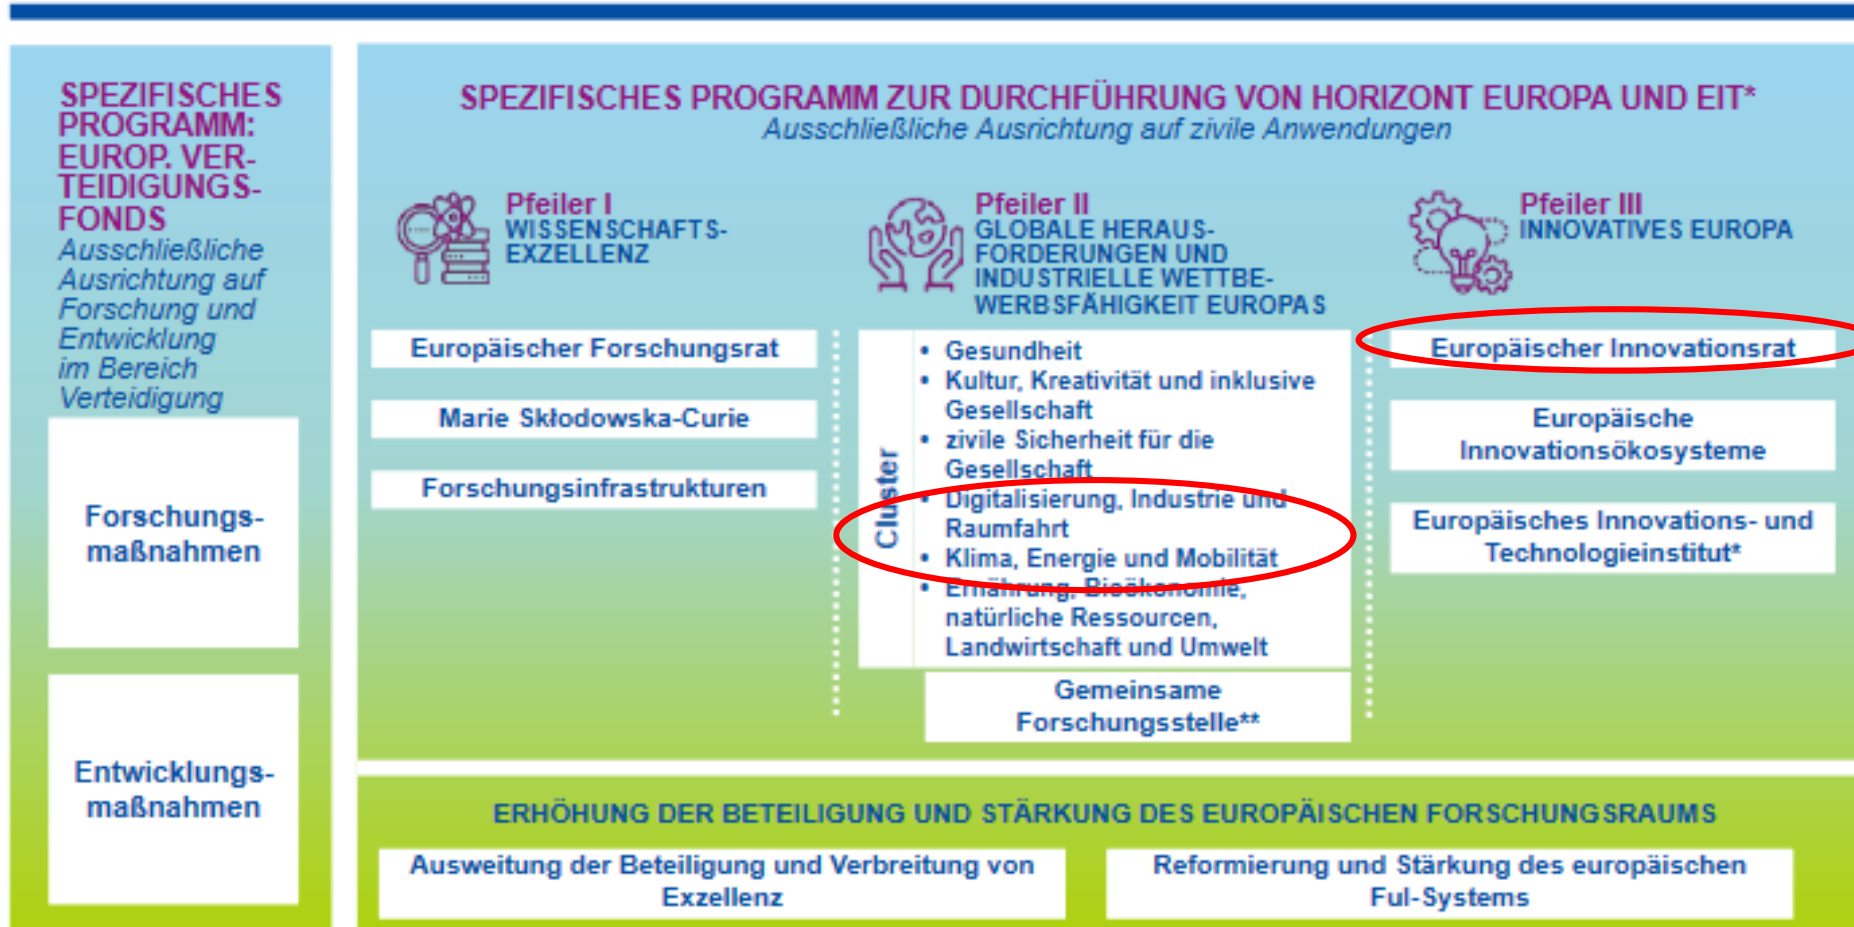 SPEZIFISCHES
PROGRAMM:
EUROP. VER-
TEIDIGUNGS-
FONDS
Ausschließliche
Ausrichtung auf
Forschung und
Entwicklung
im Bereich
Verteidigung
Forschungs-
maßnahmen
Entwicklungs-
maßnahmen
SPEZIFISCHES PROGRAMM ZUR DURCHFÜHRUNG VON HORIZONT EUROPA UND EIT*
Ausschließliche Ausrichtung auf zivile Anwendungen
Pfeiler I
WISSENSCHAFTS-
EXZELLENZ
Europäischer Forschungsrat
Marie Skłodowska-Curie
Forschungsinfrastrukturen
Pfeiler II
GLOBALE HERAUS-
FORDERUNGEN UND
INDUSTRIELLE WETTBE-
WERBSFÄHIGKEIT EUROPAS
Cluster
• Gesundheit
• Kultur, Kreativität und inklusive
Gesellschaft
• zivile Sicherheit für die
Gesellschaft
• Digitalisierung, Industrie und
Raumfahrt
• Klima, Energie und Mobilität
• Ernährung, Bioökonomie,
natürliche Ressourcen,
Landwirtschaft und Umwelt
Gemeinsame
Forschungsstelle**
Pfeiler III
INNOVATIVES EUROPA
Europäischer Innovationsrat
Europäische
Innovationsökosysteme
Europäisches Innovations- und
Technologieinstitut*
ERHÖHUNG DER BETEILIGUNG UND STÄRKUNG DES EUROPÄISCHEN FORSCHUNGSRAUMS
Ausweitung der Beteiligung und Verbreitung von
Exzellenz
Reformierung und Stärkung des europäischen
FuI-Systems